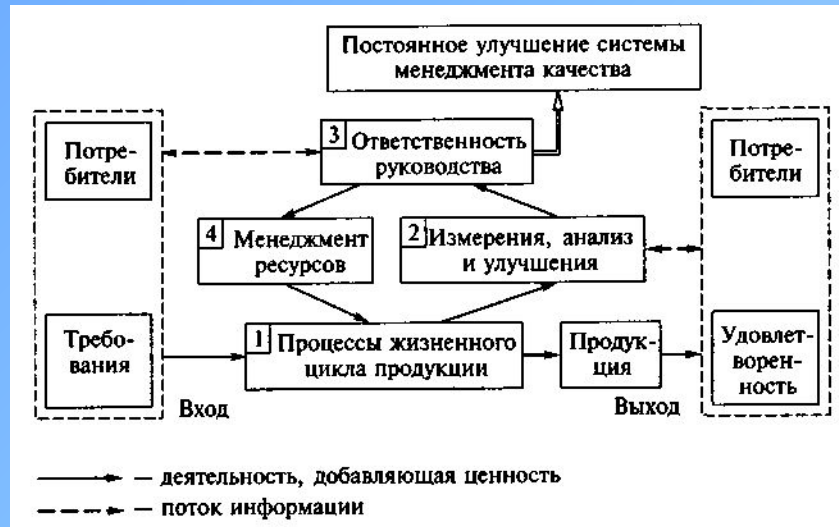 Постоянное улучшение системы
менеджмента качества
3 Ответственность
руководства
Потре-
бители
Потре-
бители
4 Менеджмент
ресурсов
2 Измерения, анализ
и улучшения
Требо-
вания
1 Процессы жизненного
цикла продукции
Продук-
ция
Удовлет-
ворен-
ность
Вход
Выход
— деятельность, добавляющая ценность
— поток информации